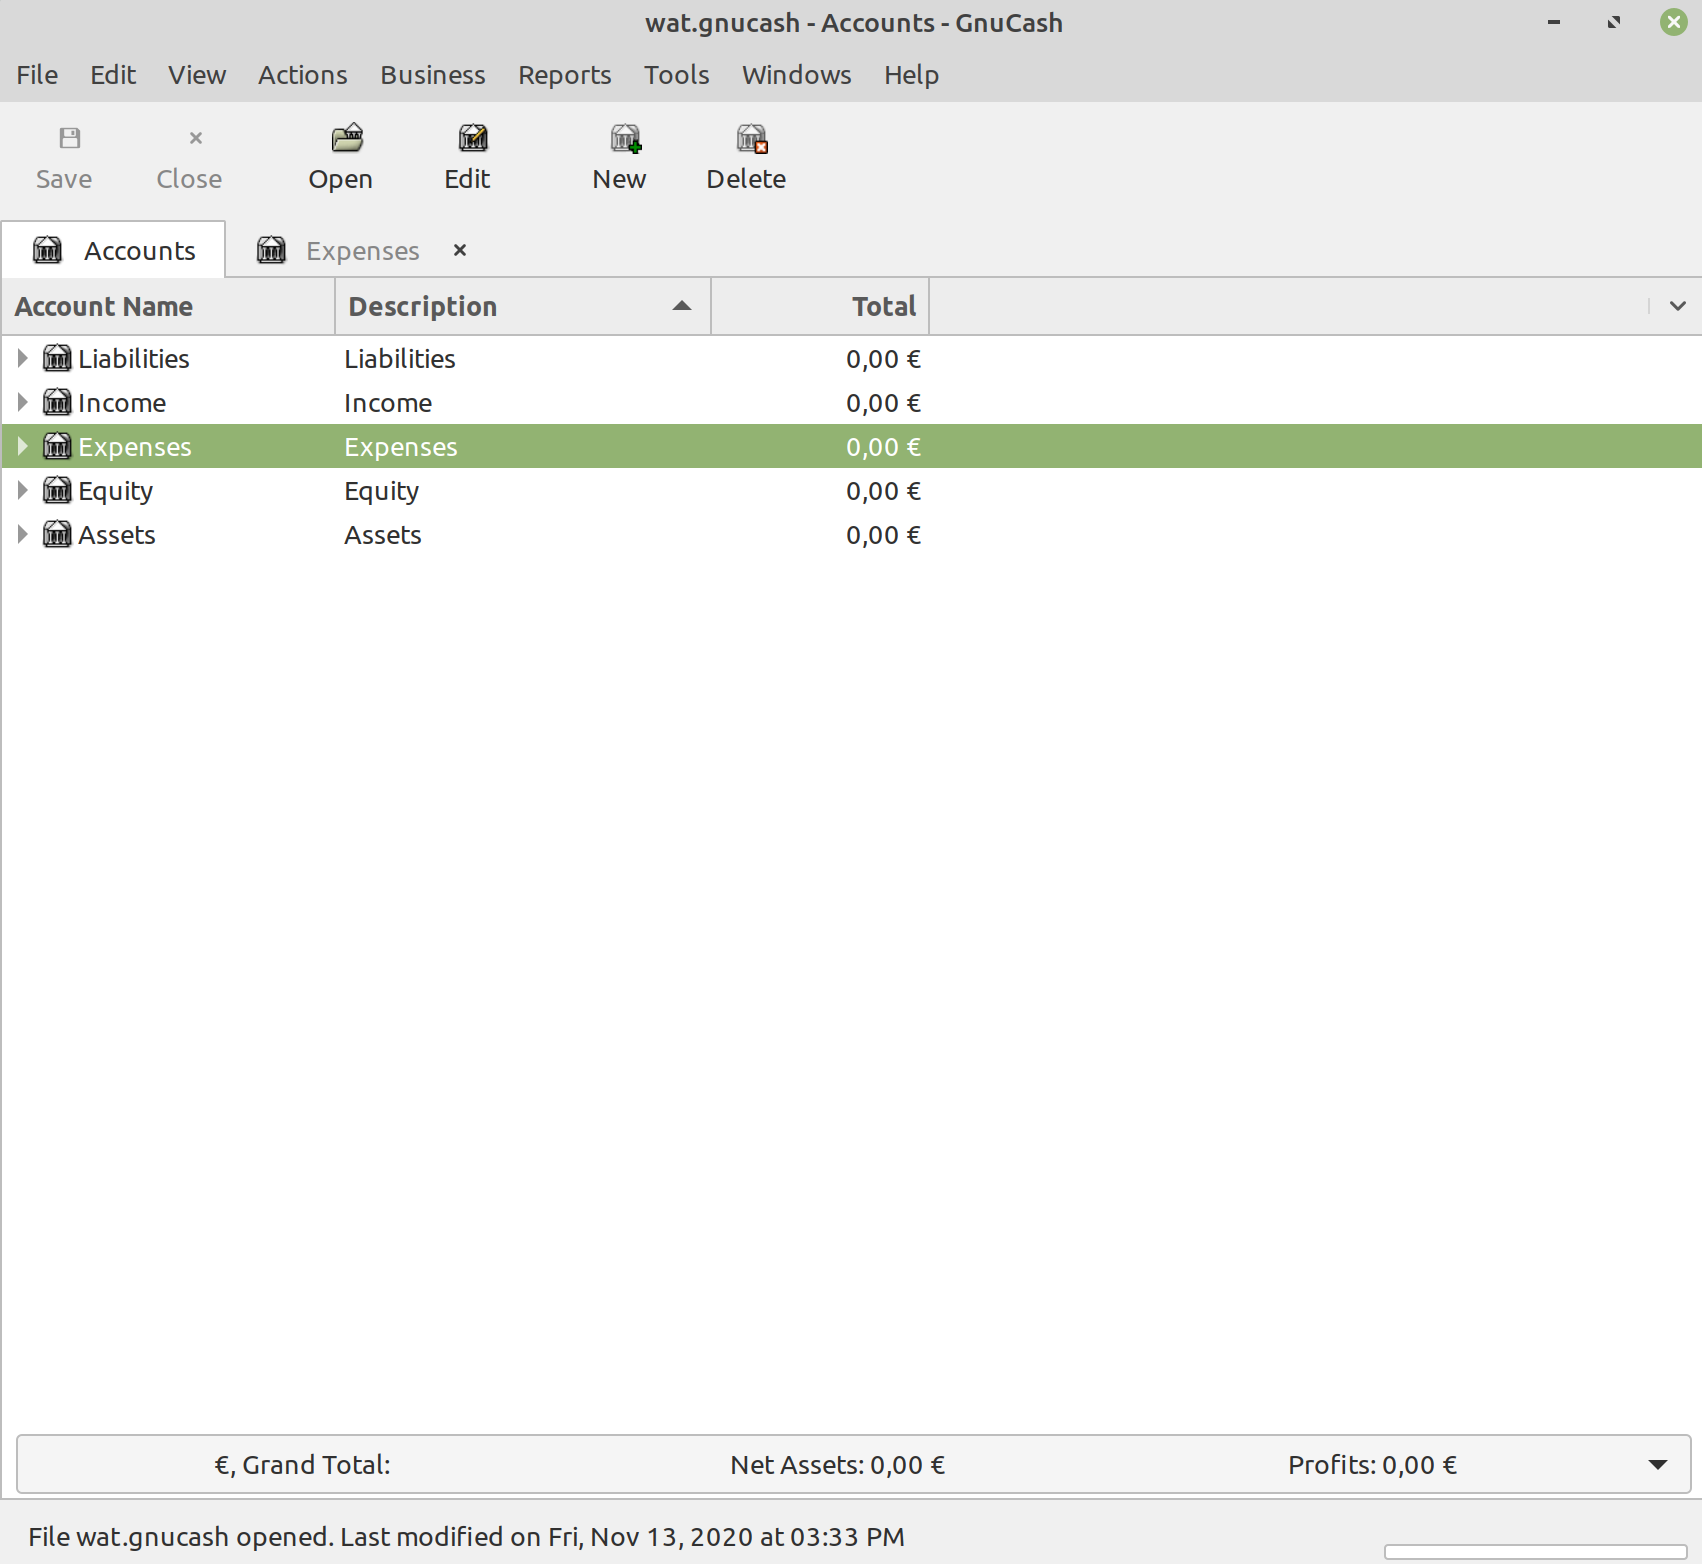 wat.gnucash - Accounts - GnuCash
File Edit View Actions Business Reports Tools Windows Help
Save Close Open Edit New Delete
Accounts Expenses
Account Name Description Total
Liabilities Liabilities 0,00 €
Income Income 0,00 €
Expenses Expenses 0,00 €
Equity Equity 0,00 €
Assets Assets 0,00 €
€, Grand Total: Net Assets: 0,00 € Profits: 0,00 €
File wat.gnucash opened. Last modified on Fri, Nov 13, 2020 at 03:33 PM